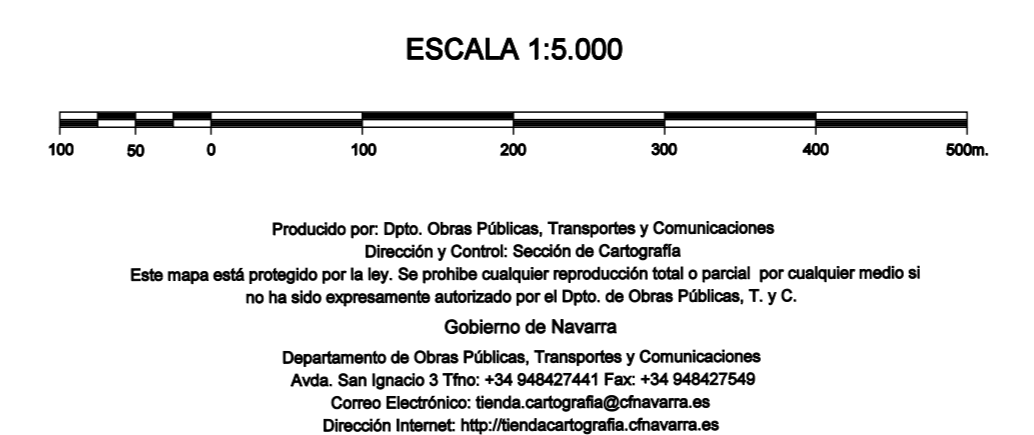 ESCALA 1:5.000
100 50 0 100 200 300 400 500m.
Producido por: Dpto. Obras Públicas, Transportes y Comunicaciones
Dirección y Control: Sección de Cartografía
Este mapa está protegido por la ley. Se prohibe cualquier reproducción total o parcial por cualquier medio si
no ha sido expresamente autorizado por el Dpto. de Obras Públicas, T. y C.
Gobierno de Navarra
Departamento de Obras Públicas, Transportes y Comunicaciones
Avda. San Ignacio 3 Tfno: +34 948427441 Fax: +34 948427549
Correo Electrónico: tienda.cartografia@cfnavarra.es
Dirección Internet: http://tiendacartografia.cfnavarra.es